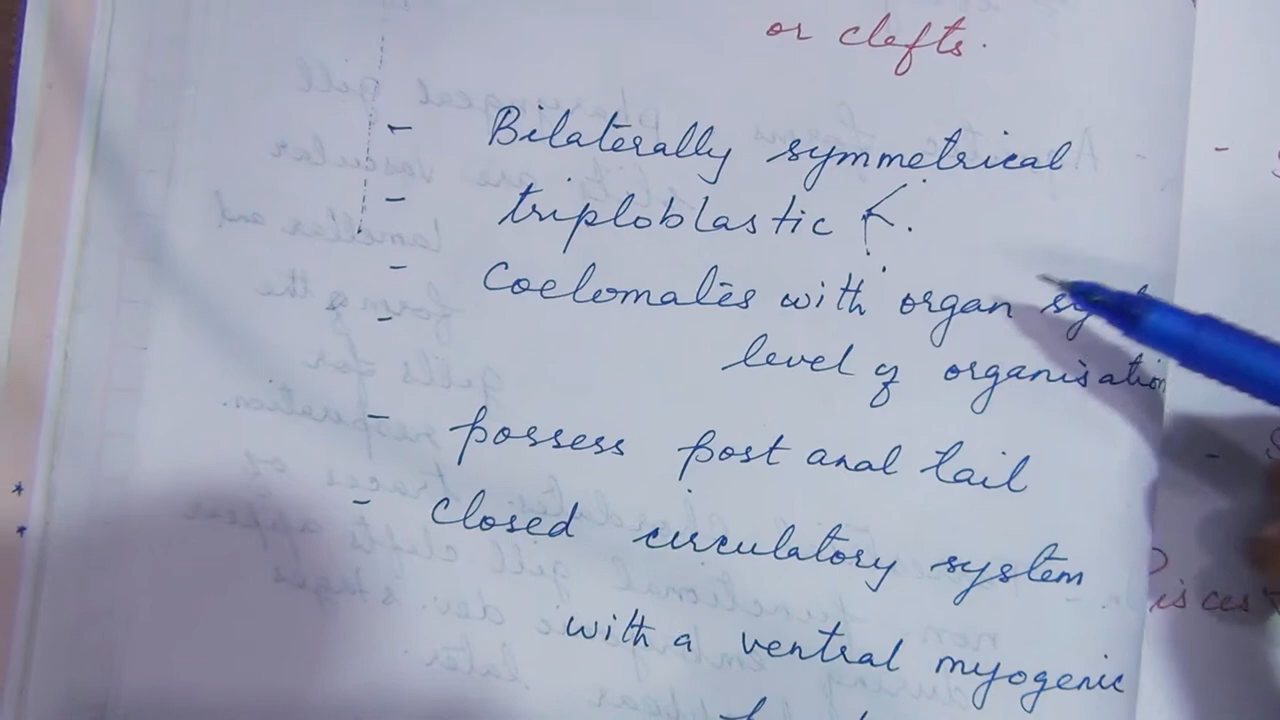 or clefts.
- Bilaterally symmetrical
- triploblastic
- Coelomates with organ
level of organisation
- possess post anal tail
- closed circulatory system
with a ventral myogenic